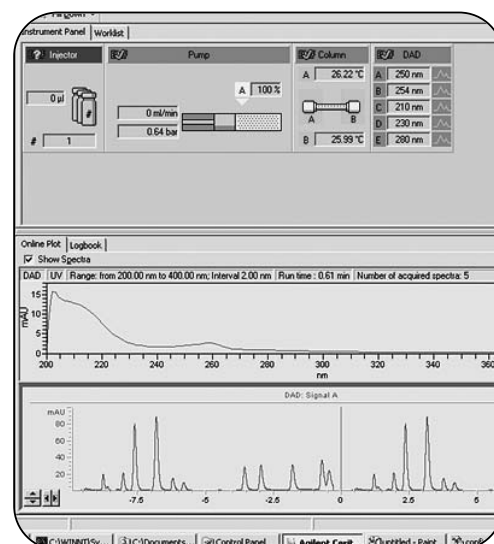 Instrument Panel Worklist
Injector
Pump
Column
DAD
0 µl
# 1
#
A 100 %
0 ml/min
0.64 bar
A 26.22 °C
A B
B 25.99 °C
A 250 nm
B 254 nm
C 210 nm
D 230 nm
E 280 nm
Online Plot Logbook
Show Spectra
DAD UV Range: from 200.00 nm to 400.00 nm; Interval 2.00 nm Run time : 0.61 min Number of acquired spectra: 5
mAU
15
10
5
0
200 220 240 260 280 300 320 340 360
nm
DAD: Signal A
mAU
80
60
40
20
-7.5 -5 -2.5 0 2.5 5
C:\WINNT\Sy... C:\Documents... Control Panel Agilent Cerit untitled - Paint